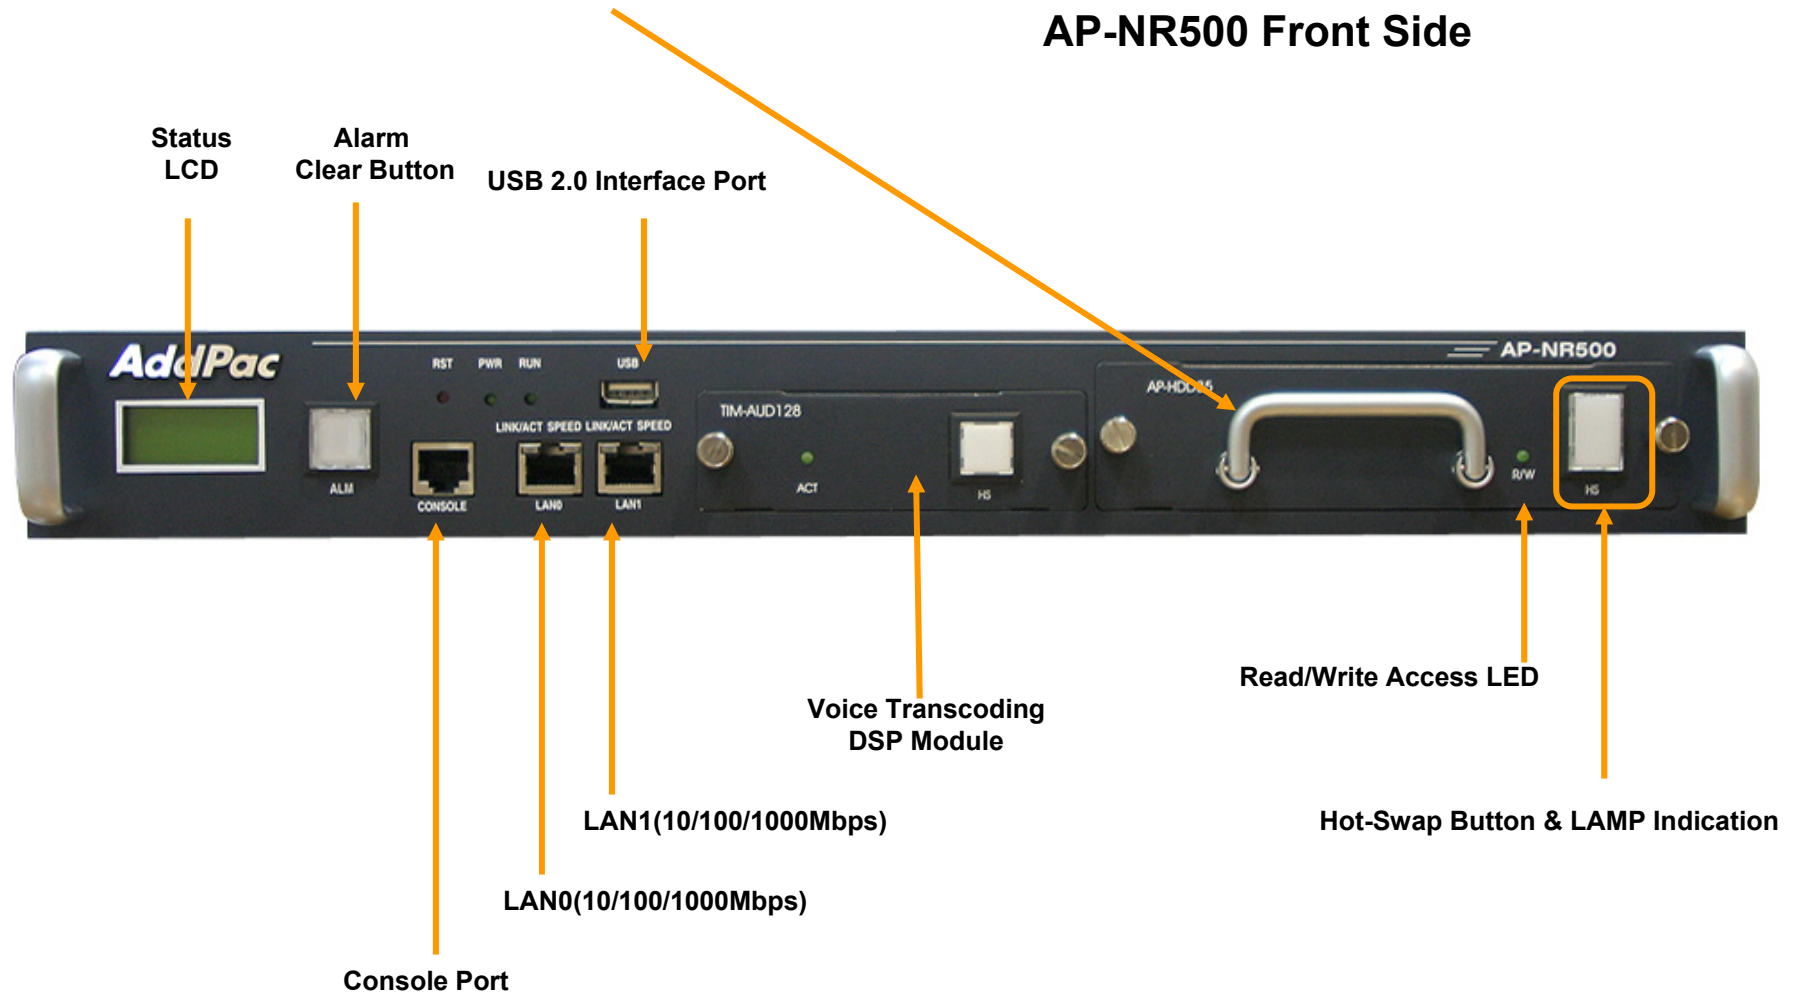 AP-NR500 Front Side
Status
LCD
Alarm
Clear Button
USB 2.0 Interface Port
AddPac
RST PWR RUN
USB
AP-NR500
AP-HDD35
TIM-AUD128
LINK/ACT SPEED LINK/ACT SPEED
ALM
CONSOLE
LAN0
LAN1
ACT
HS
R/W
HS
Read/Write Access LED
Voice Transcoding
DSP Module
LAN1(10/100/1000Mbps)
Hot-Swap Button & LAMP Indication
LAN0(10/100/1000Mbps)
Console Port